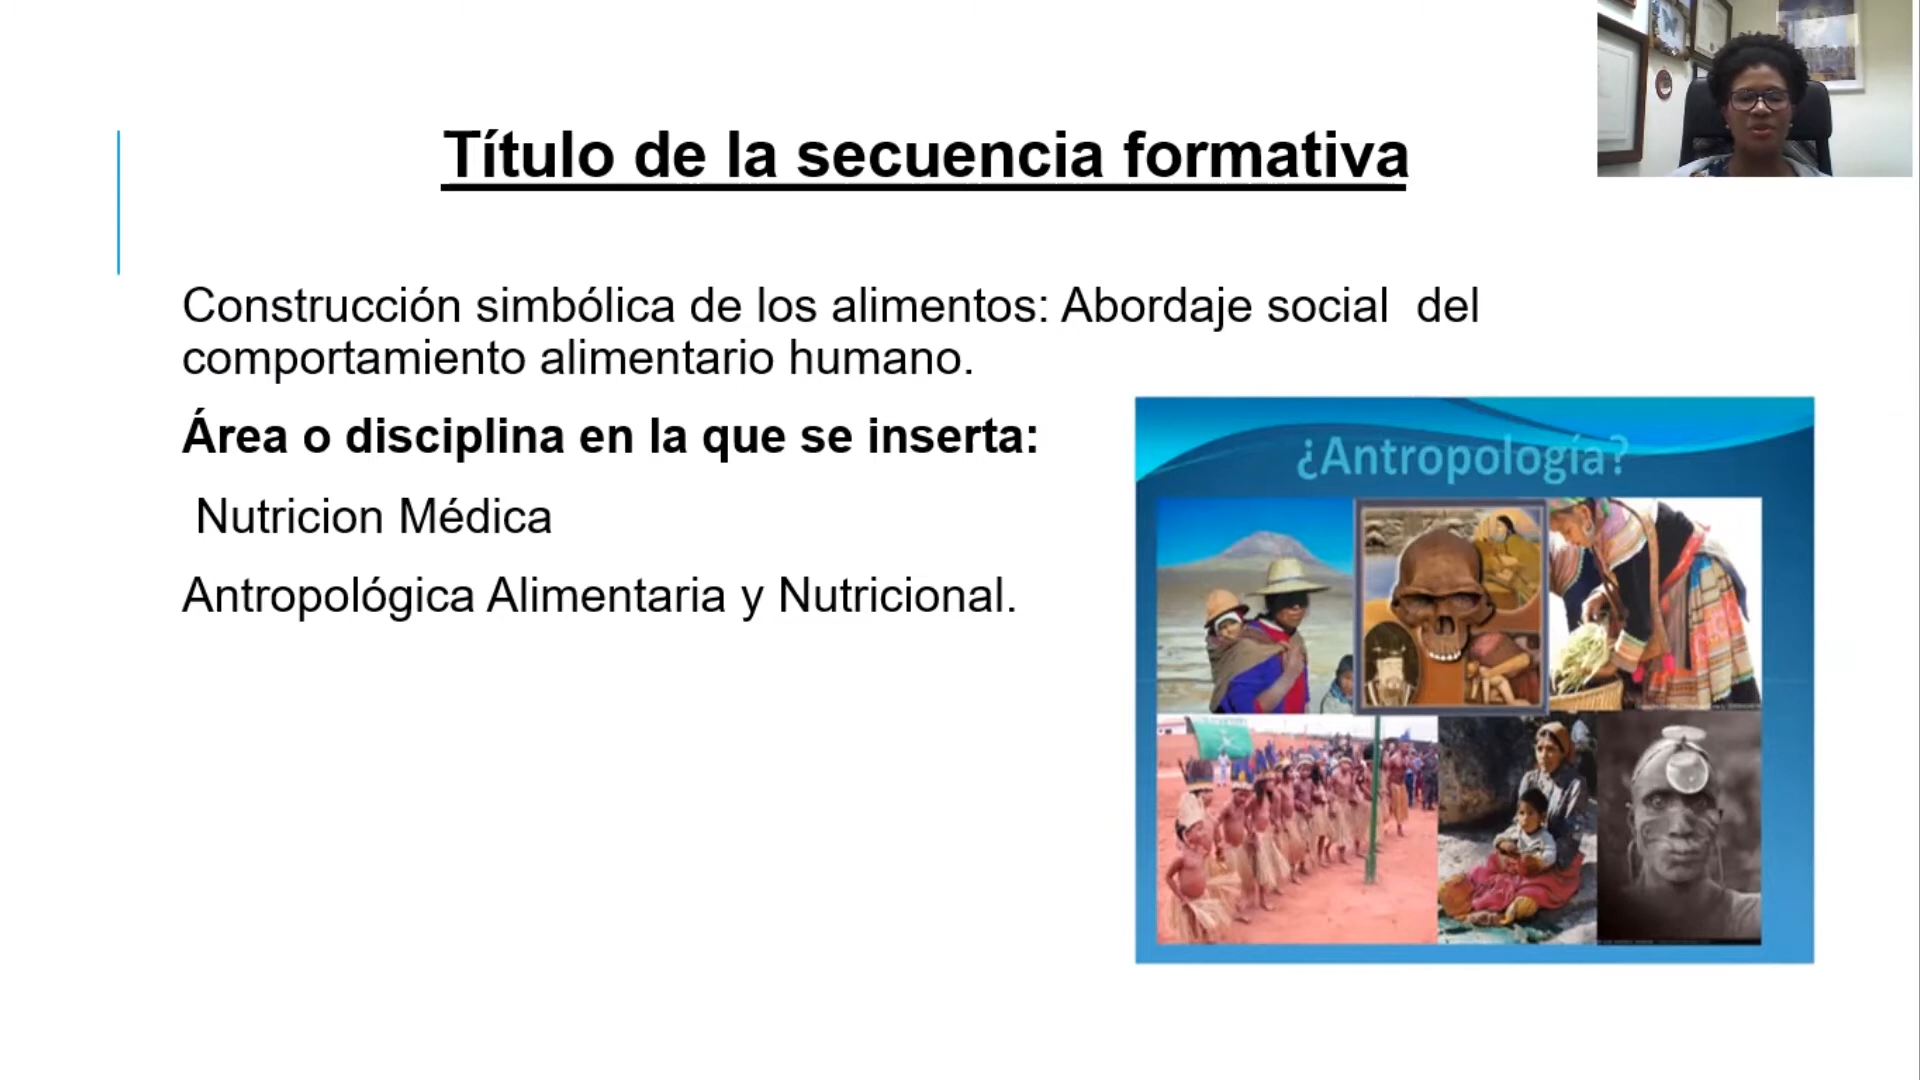 Título de la secuencia formativa
Construcción simbólica de los alimentos: Abordaje social  del
comportamiento alimentario humano.
Área o disciplina en la que se inserta:
Nutricion Médica
Antropológica Alimentaria y Nutricional.
¿Antropología?